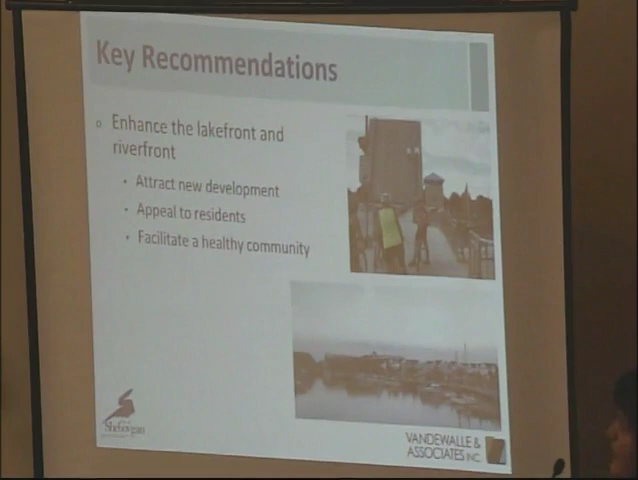 Key Recommendations
Enhance the lakefront and
riverfront
Attract new development
Appeal to residents
Facilitate a healthy community
Sheboygan
VANDEWALLE &
ASSOCIATES INC